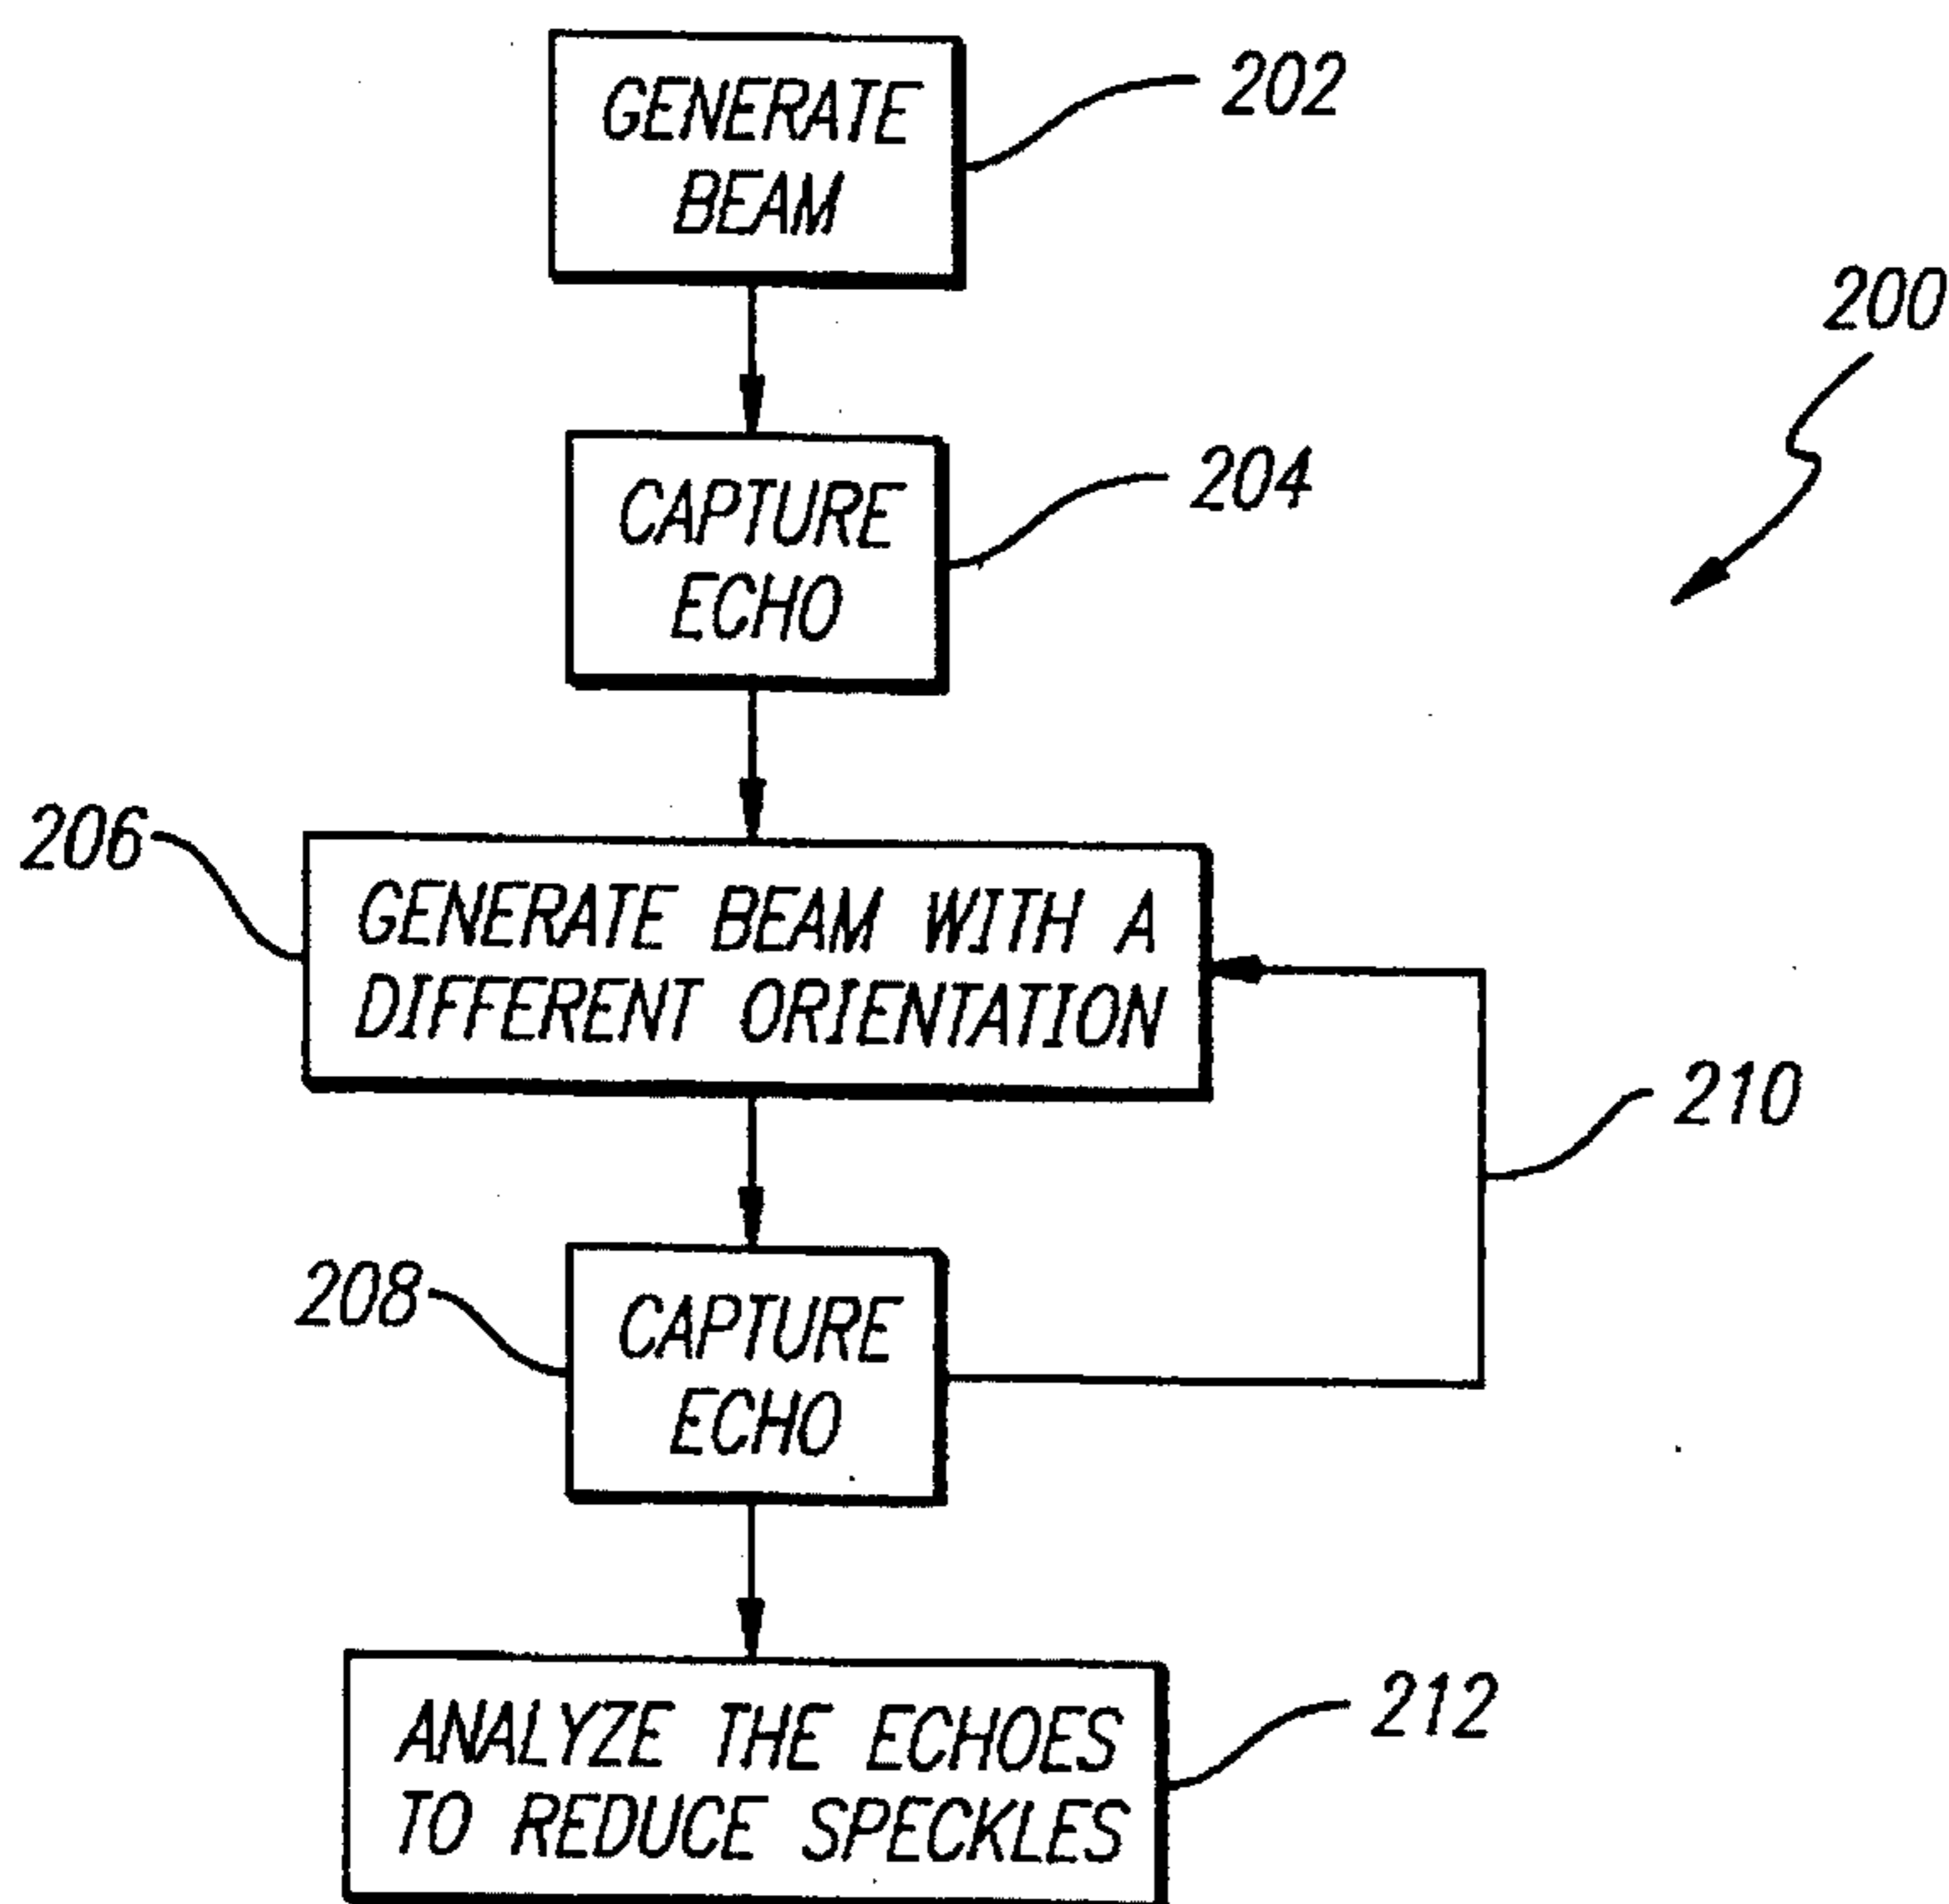 GENERATE
BEAM
202
200
CAPTURE
ECHO
204
206
GENERATE BEAM WITH A
DIFFERENT ORIENTATION
210
208
CAPTURE
ECHO
ANALYZE THE ECHOES
TO REDUCE SPECKLES
212